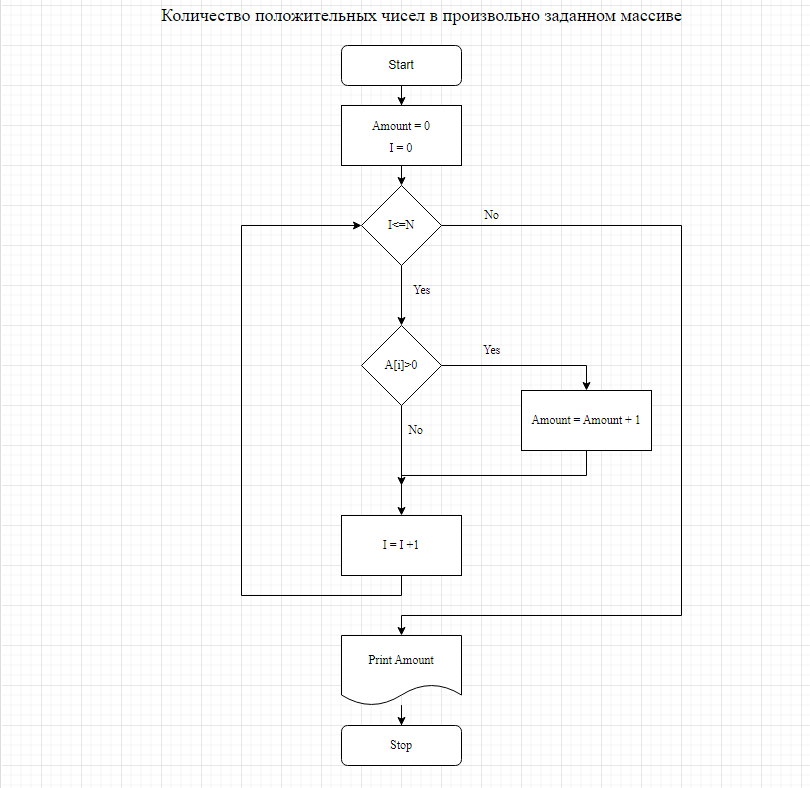 Количество положительных чисел в произвольно заданном массиве
Start
Amount = 0
I = 0
I<=N
No
Yes
A[i]>0
Yes
Amount = Amount + 1
No
I = I +1
Print Amount
Stop